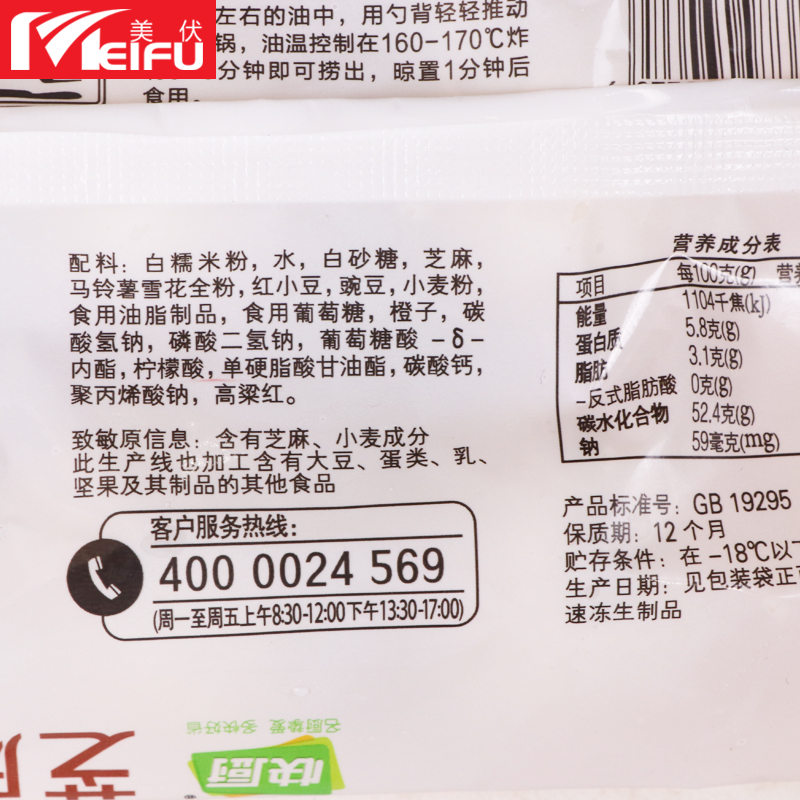 美伏
MEIFU
左右的油中，用勺背轻轻推动
锅，油温控制在160-170℃炸
分钟即可捞出，晾置1分钟后
食用。
配料：白糯米粉，水，白砂糖，芝麻，
马铃薯雪花全粉，红小豆，豌豆，小麦粉，
食用油脂制品，食用葡萄糖，橙子，碳
酸氢钠，磷酸二氢钠，葡萄糖酸-δ-
内酯，柠檬酸，单硬脂酸甘油酯，碳酸钙，
聚丙烯酸钠，高粱红。
致敏原信息：含有芝麻、小麦成分
此生产线也加工含有大豆、蛋类、乳、
坚果及其制品的其他食品
客户服务热线：
400 0024 569
(周一至周五上午8:30-12:00下午13:30-17:00)
营养成分表
项目 每100克(g) 营养
能量 1104千焦(kJ)
蛋白质 5.8克(g)
脂肪 3.1克(g)
-反式脂肪酸 0克(g)
碳水化合物 52.4克(g)
钠 59毫克(mg)
产品标准号：GB 19295
保质期：12个月
贮存条件：在-18℃以下
生产日期：见包装袋正
速冻生制品
名厨挚爱 多快好省
快厨
芝